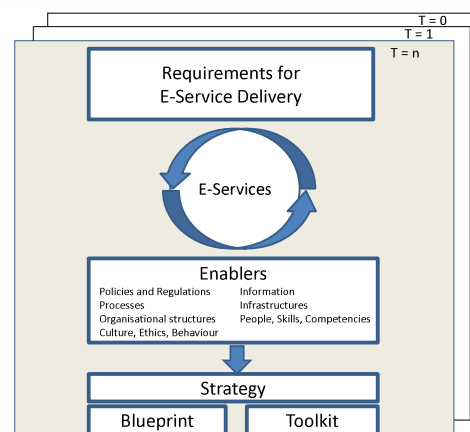 T = 0
T = 1
T = n
Requirements for
E-Service Delivery
E-Services
Enablers
Policies and Regulations
Processes
Organisational structures
Culture, Ethics, Behaviour
Information
Infrastructures
People, Skills, Competencies
Strategy
Blueprint
Toolkit